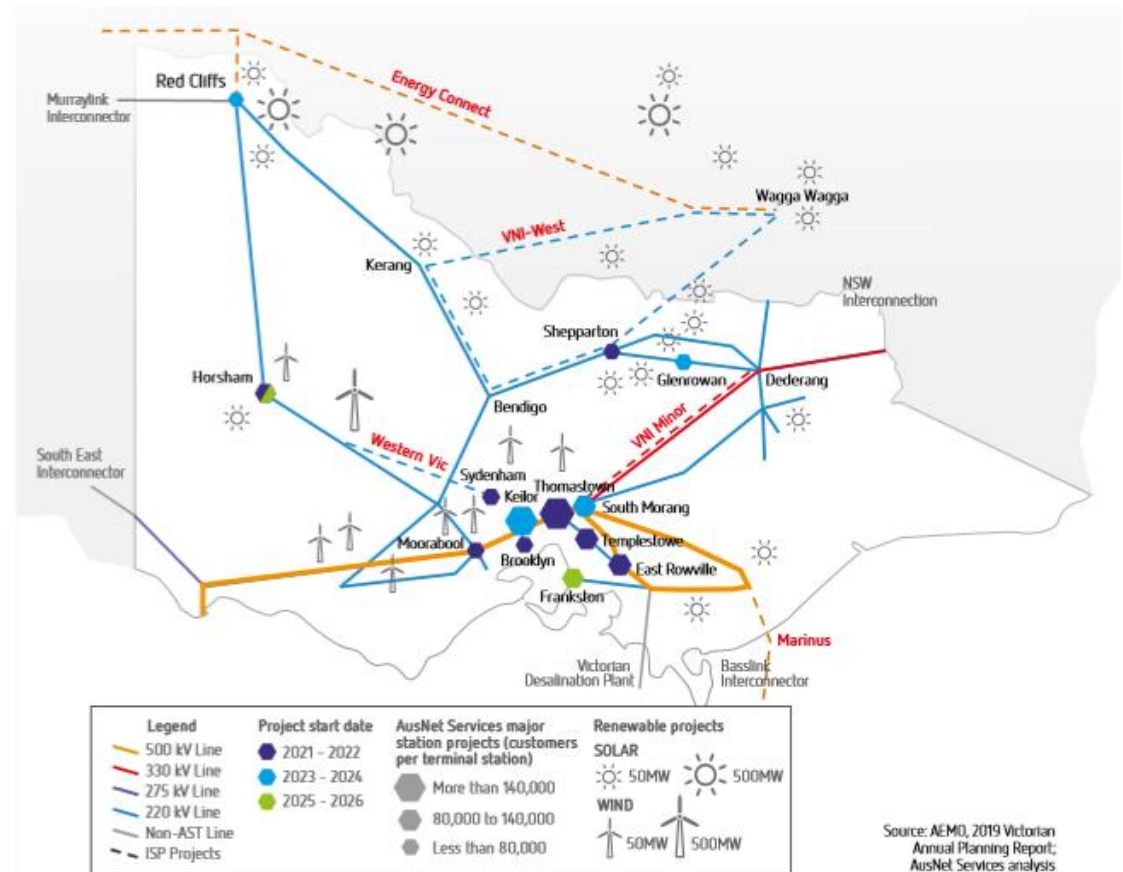 Red Cliffs
Energy Connect
Murraylink
Interconnector
Wagga Wagga
VNI-West
Kerang
NSW
Interconnection
Shepparton
Horsham
Glenrowan
Dederang
Bendigo
VNI Minor
Western Vic
South East
Interconnector
Sydenham
Thomastown
Keilor
South Morang
Moorabool
Templestowe
Brooklyn
East Rowville
Frankston
Marinus
Victorian
Desalination Plant
Basslink
Interconnector
Legend
500 kV Line
330 kV Line
275 kV Line
220 kV Line
Non-AST Line
ISP Projects
Project start date
2021 - 2022
2023 - 2024
2025 - 2026
AusNet Services major
station projects (customers
per terminal station)
More than 140,000
80,000 to 140,000
Less than 80,000
Renewable projects
SOLAR
50MW 500MW
WIND
50MW 500MW
Source: AEMO, 2019 Victorian
Annual Planning Report;
AusNet Services analysis